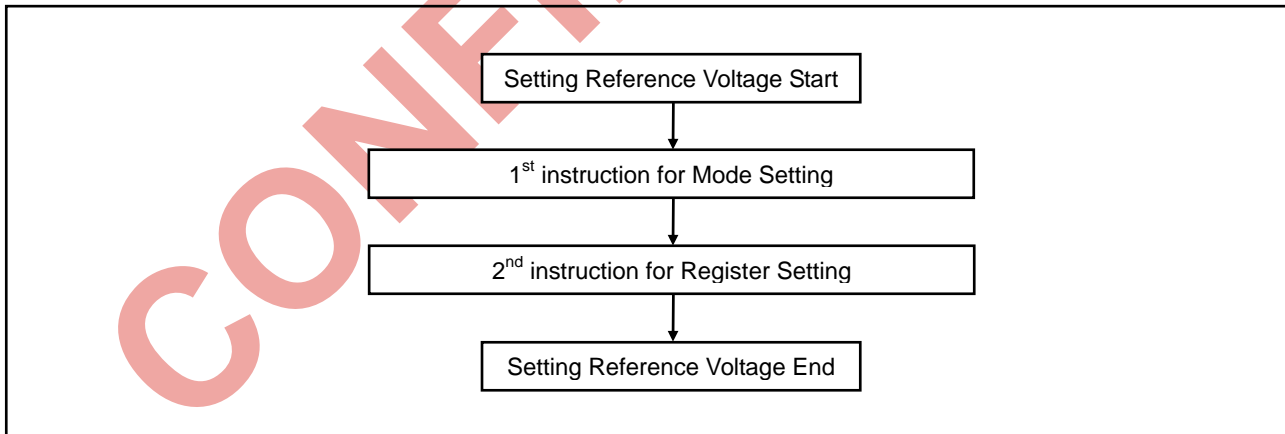 Setting Reference Voltage Start
1st instruction for Mode Setting
2nd instruction for Register Setting
Setting Reference Voltage End